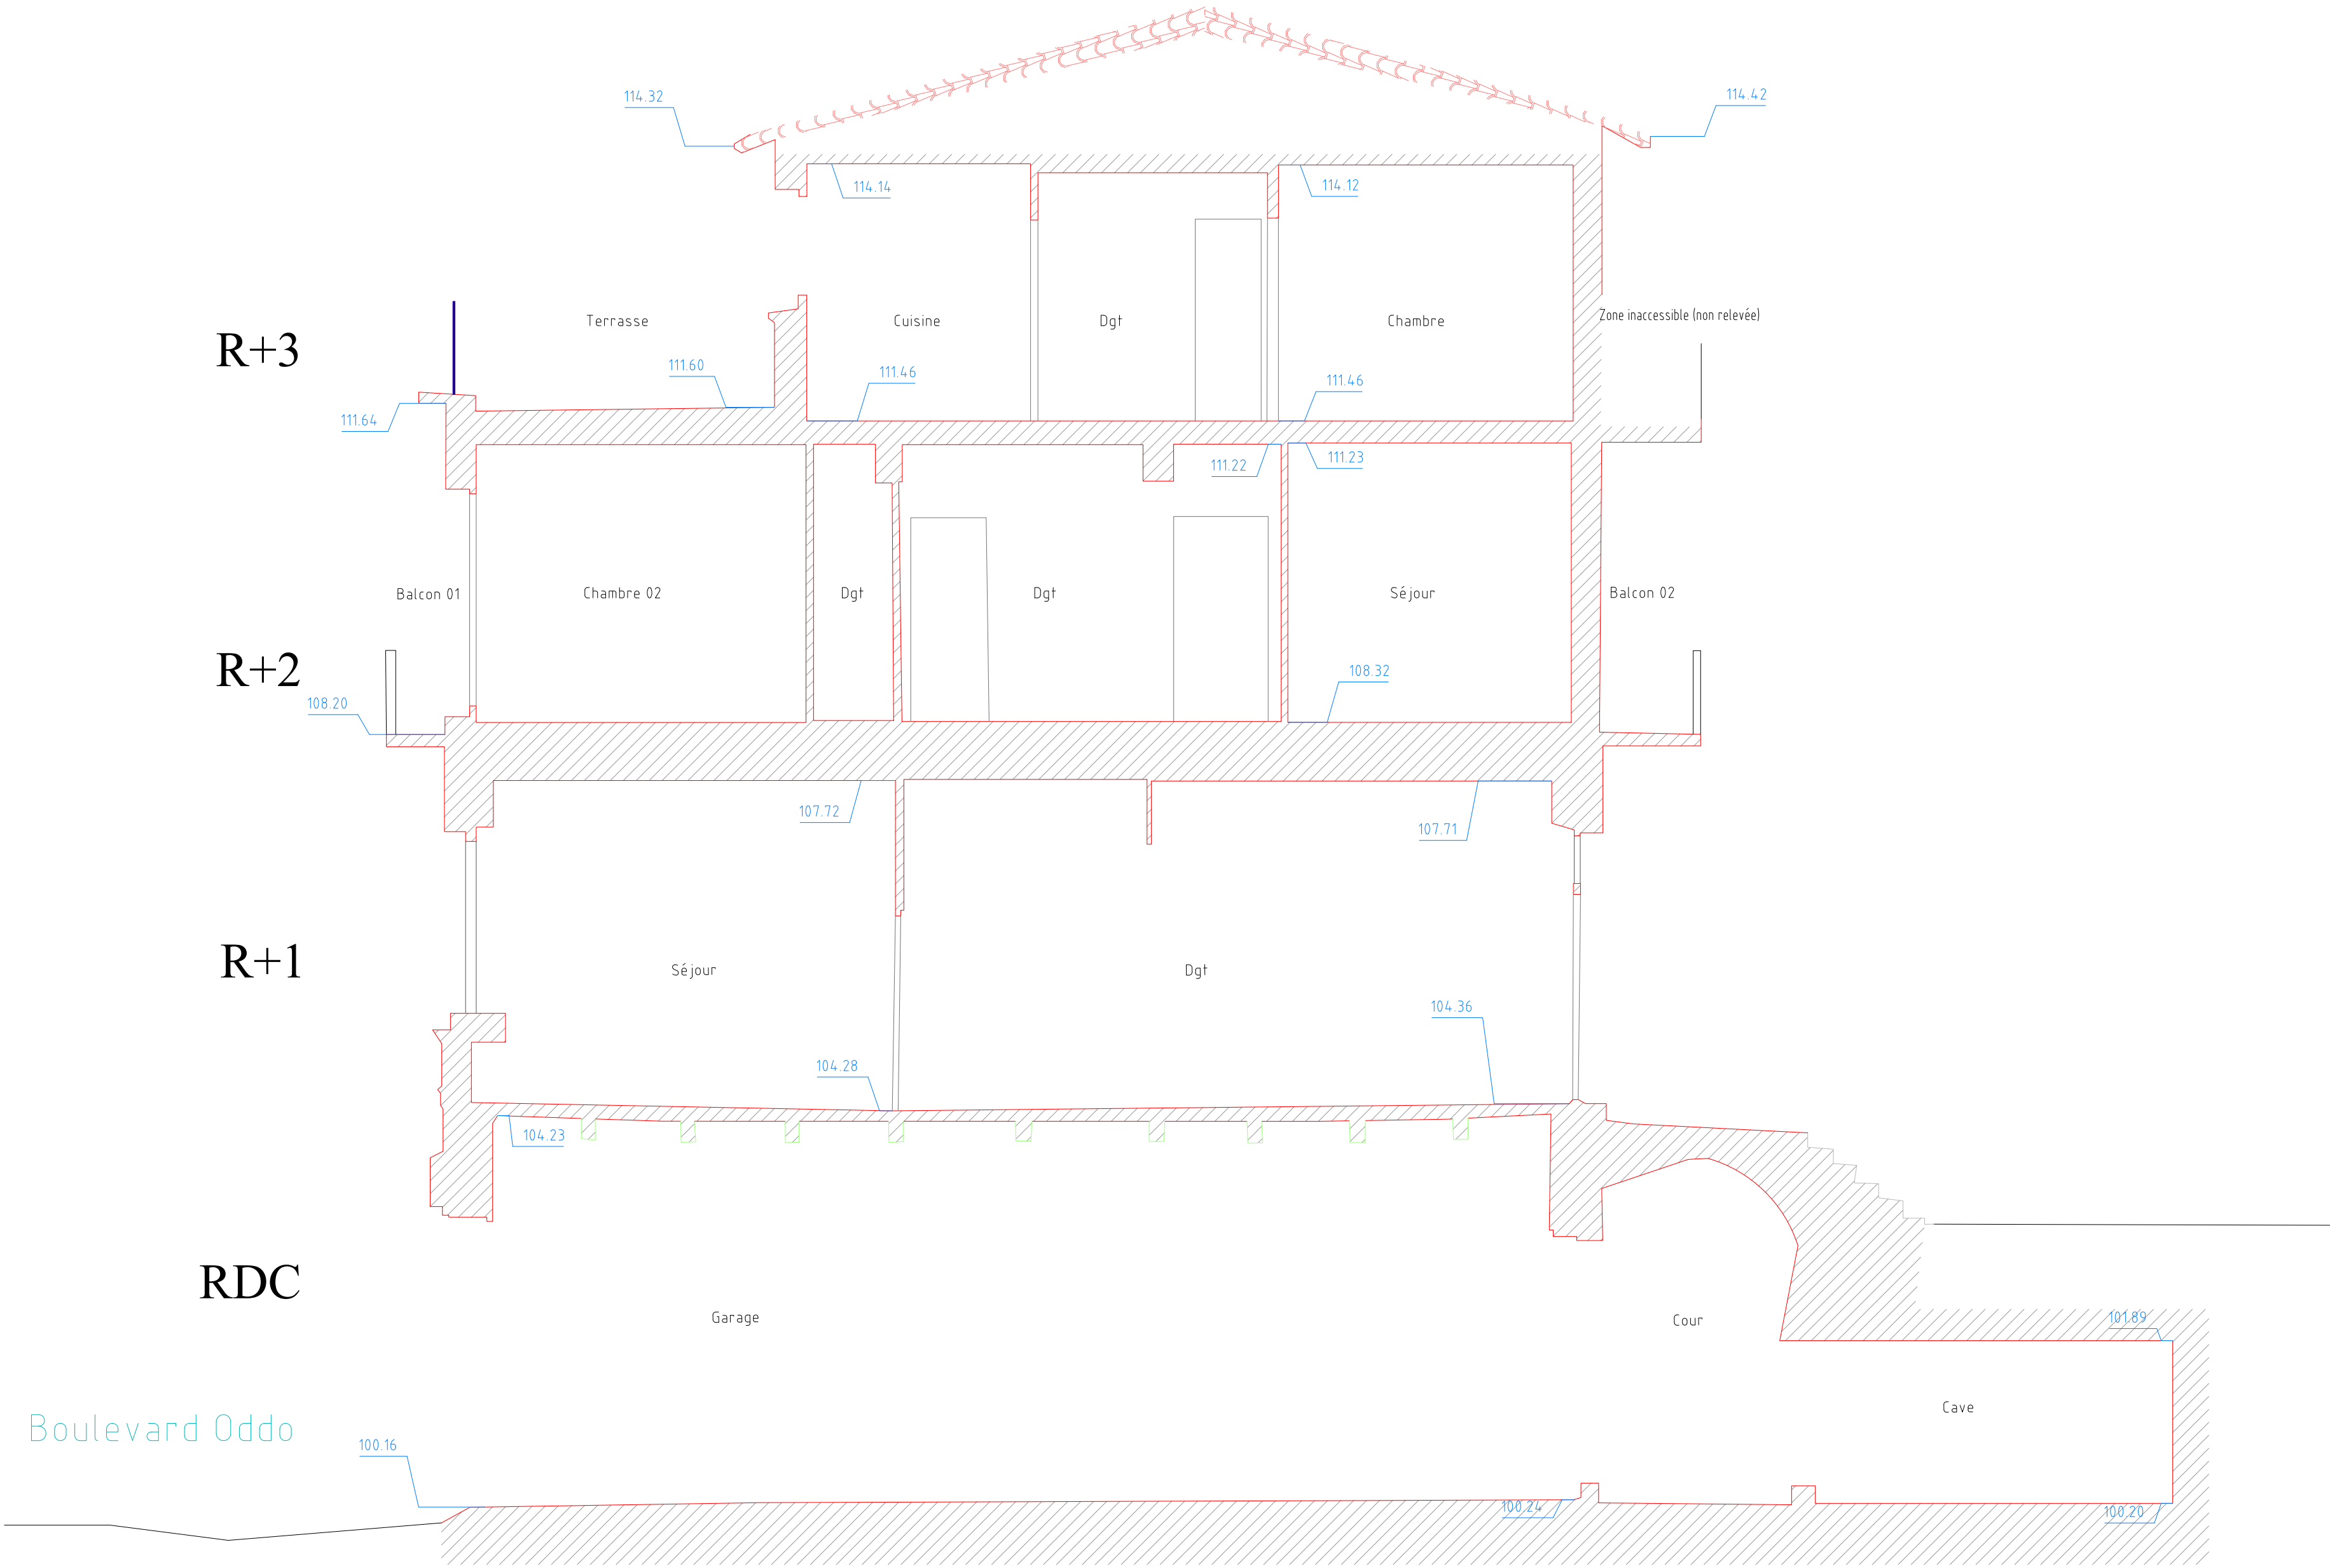 114.32
114.42
114.14
114.12
Terrasse
Cuisine
Dgt
Chambre
Zone inaccessible (non relevée)
R+3
111.60
111.46
111.46
111.64
111.22
111.23
Balcon 01
Chambre 02
Dgt
Dgt
Séjour
Balcon 02
R+2
108.32
108.20
107.72
107.71
R+1
Séjour
Dgt
104.36
104.28
104.23
RDC
Garage
Cour
101.89
Cave
Boulevard Oddo
100.16
100.24
100.20